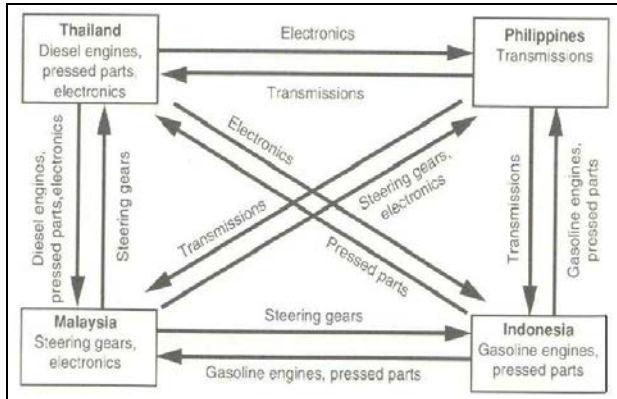 Thailand
Diesel engines,
pressed parts,
electronics
Electronics
Transmissions
Philippines
Transmissions
Diesel enginos,
pressed parts,electronics
Steering gears
Electronics
Pressed parts
Transmissions
Steering gears,
electronics
Transmissions
Gasoline engines,
pressed parts
Malaysia
Steering gears,
electronics
Steering gears
Gasoline engines, pressed parts
Indonesia
Gasoline engines,
pressed parts